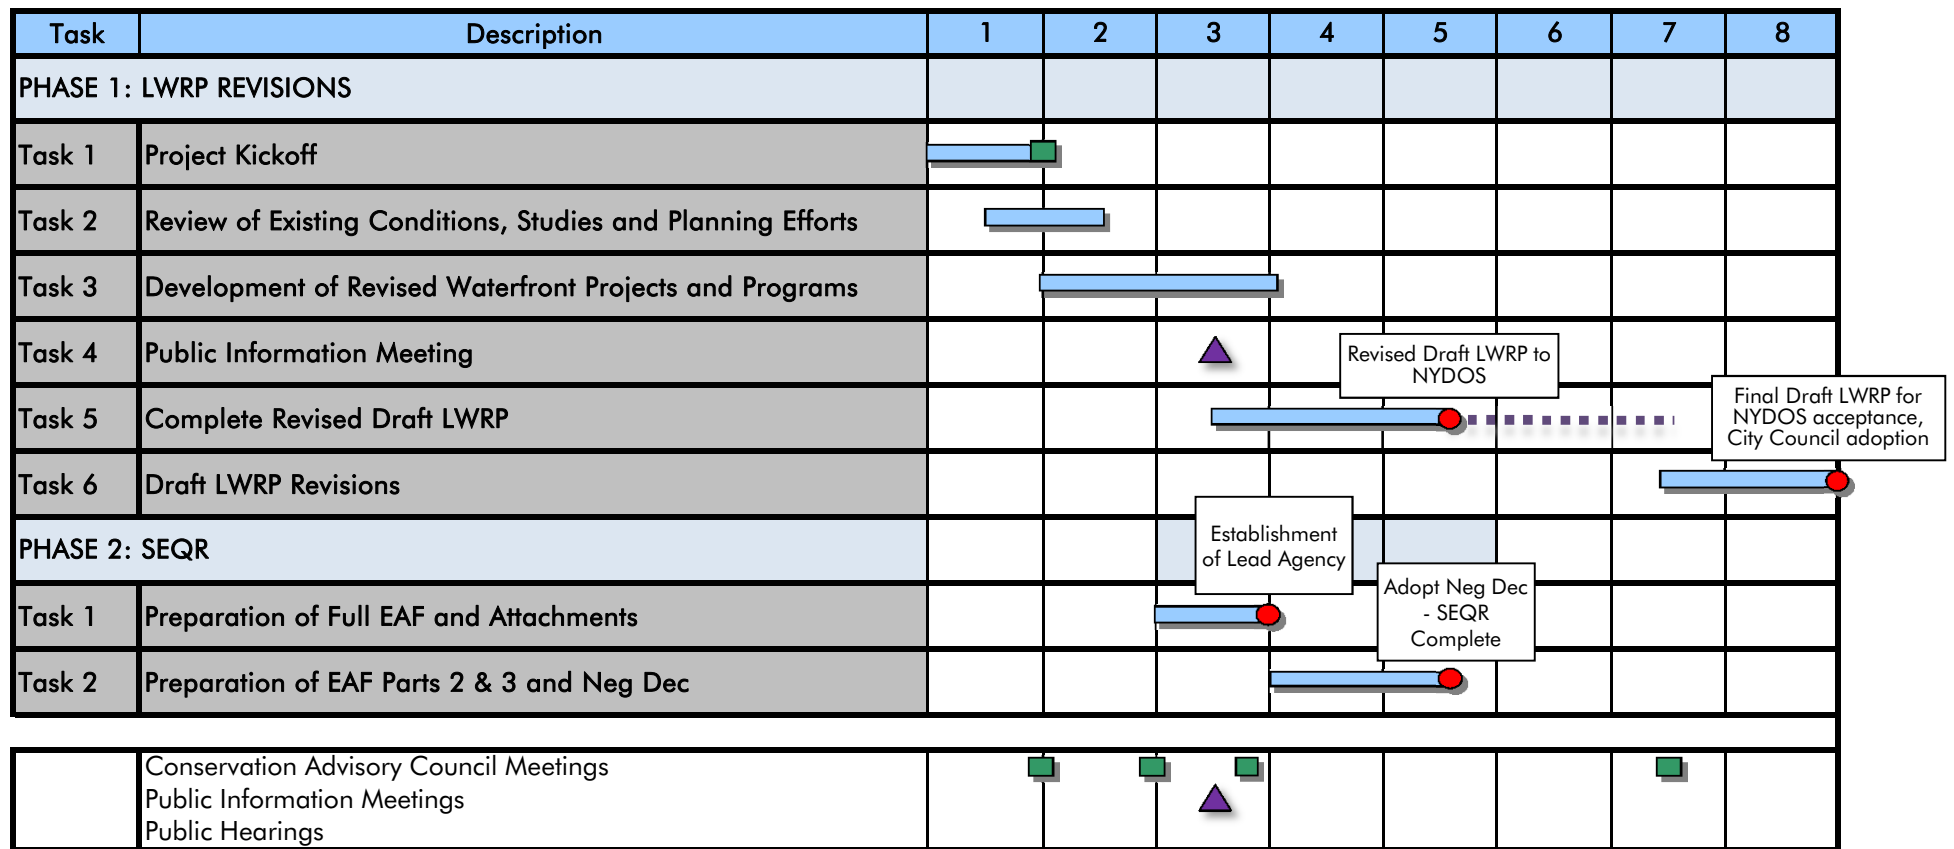 Task Description 1 2 3 4 5 6 7 8
PHASE 1: LWRP REVISIONS
Task 1 Project Kickoff
Task 2 Review of Existing Conditions, Studies and Planning Efforts
Task 3 Development of Revised Waterfront Projects and Programs
Task 4 Public Information Meeting
Revised Draft LWRP to
NYDOS
Task 5 Complete Revised Draft LWRP
Final Draft LWRP for
NYDOS acceptance,
City Council adoption
Task 6 Draft LWRP Revisions
PHASE 2: SEQR
Establishment
of Lead Agency
Task 1 Preparation of Full EAF and Attachments
Adopt Neg Dec
- SEQR
Complete
Task 2 Preparation of EAF Parts 2 & 3 and Neg Dec
Conservation Advisory Council Meetings
Public Information Meetings
Public Hearings